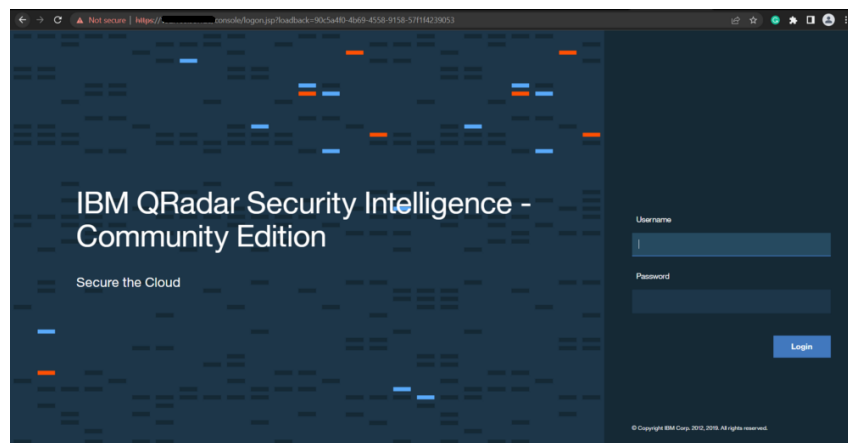 Not secure | https:// console/logon.jsp?loadback=90c5a4f0-4b69-4558-9158-57f1f4239053
IBM QRadar Security Intelligence -
Community Edition
Secure the Cloud
Username
Password
Login
© Copyright IBM Corp. 2012, 2019. All rights reserved.